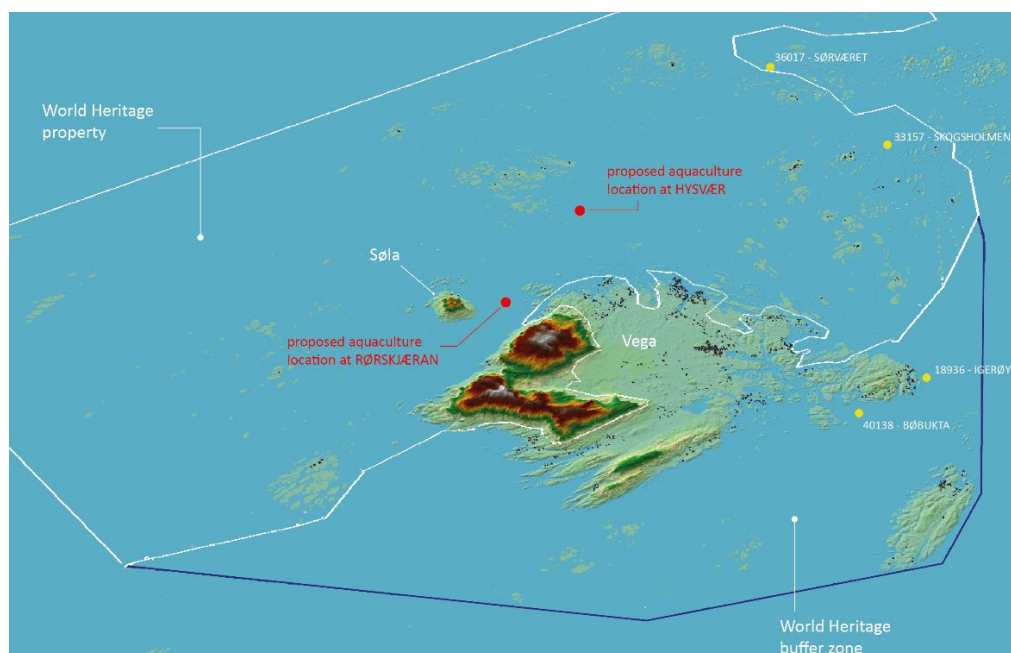 36017 - SØRVÆRET
World Heritage
property
33157 - SKOGSHOLMEN
proposed aquaculture
location at HYSVÆR
Søla
proposed aquaculture
location at RØRSKJÆRAN
Vega
18936 - IGERØY
40138 - BØBUKTA
World Heritage
buffer zone